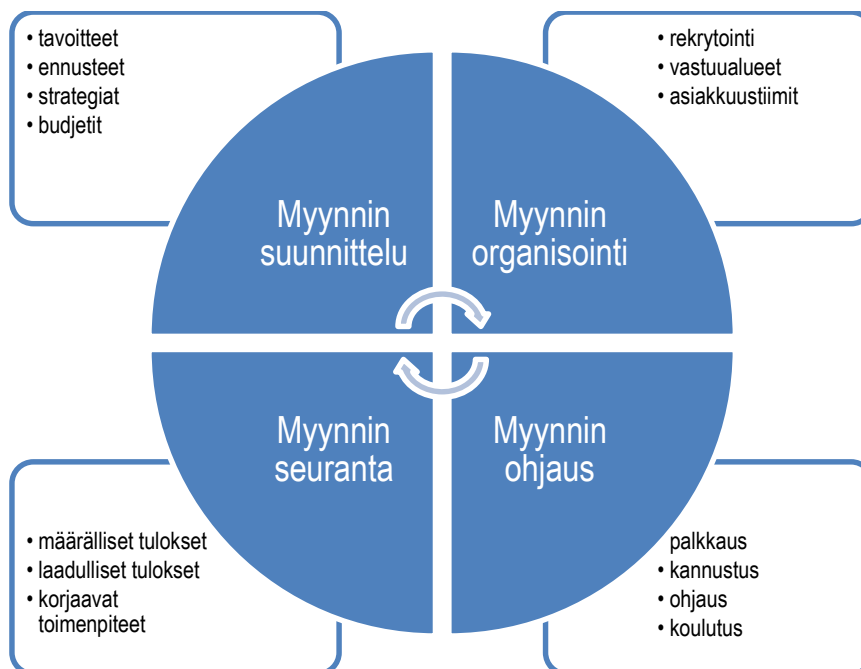 • tavoitteet
• ennusteet
• strategiat
• budjetit
• rekrytointi
• vastuualueet
• asiakkuustiimit
Myynnin
suunnittelu
Myynnin
organisointi
Myynnin
seuranta
Myynnin
ohjaus
• määrälliset tulokset
• laadulliset tulokset
• korjaavat
toimenpiteet
palkkaus
• kannustus
• ohjaus
• koulutus